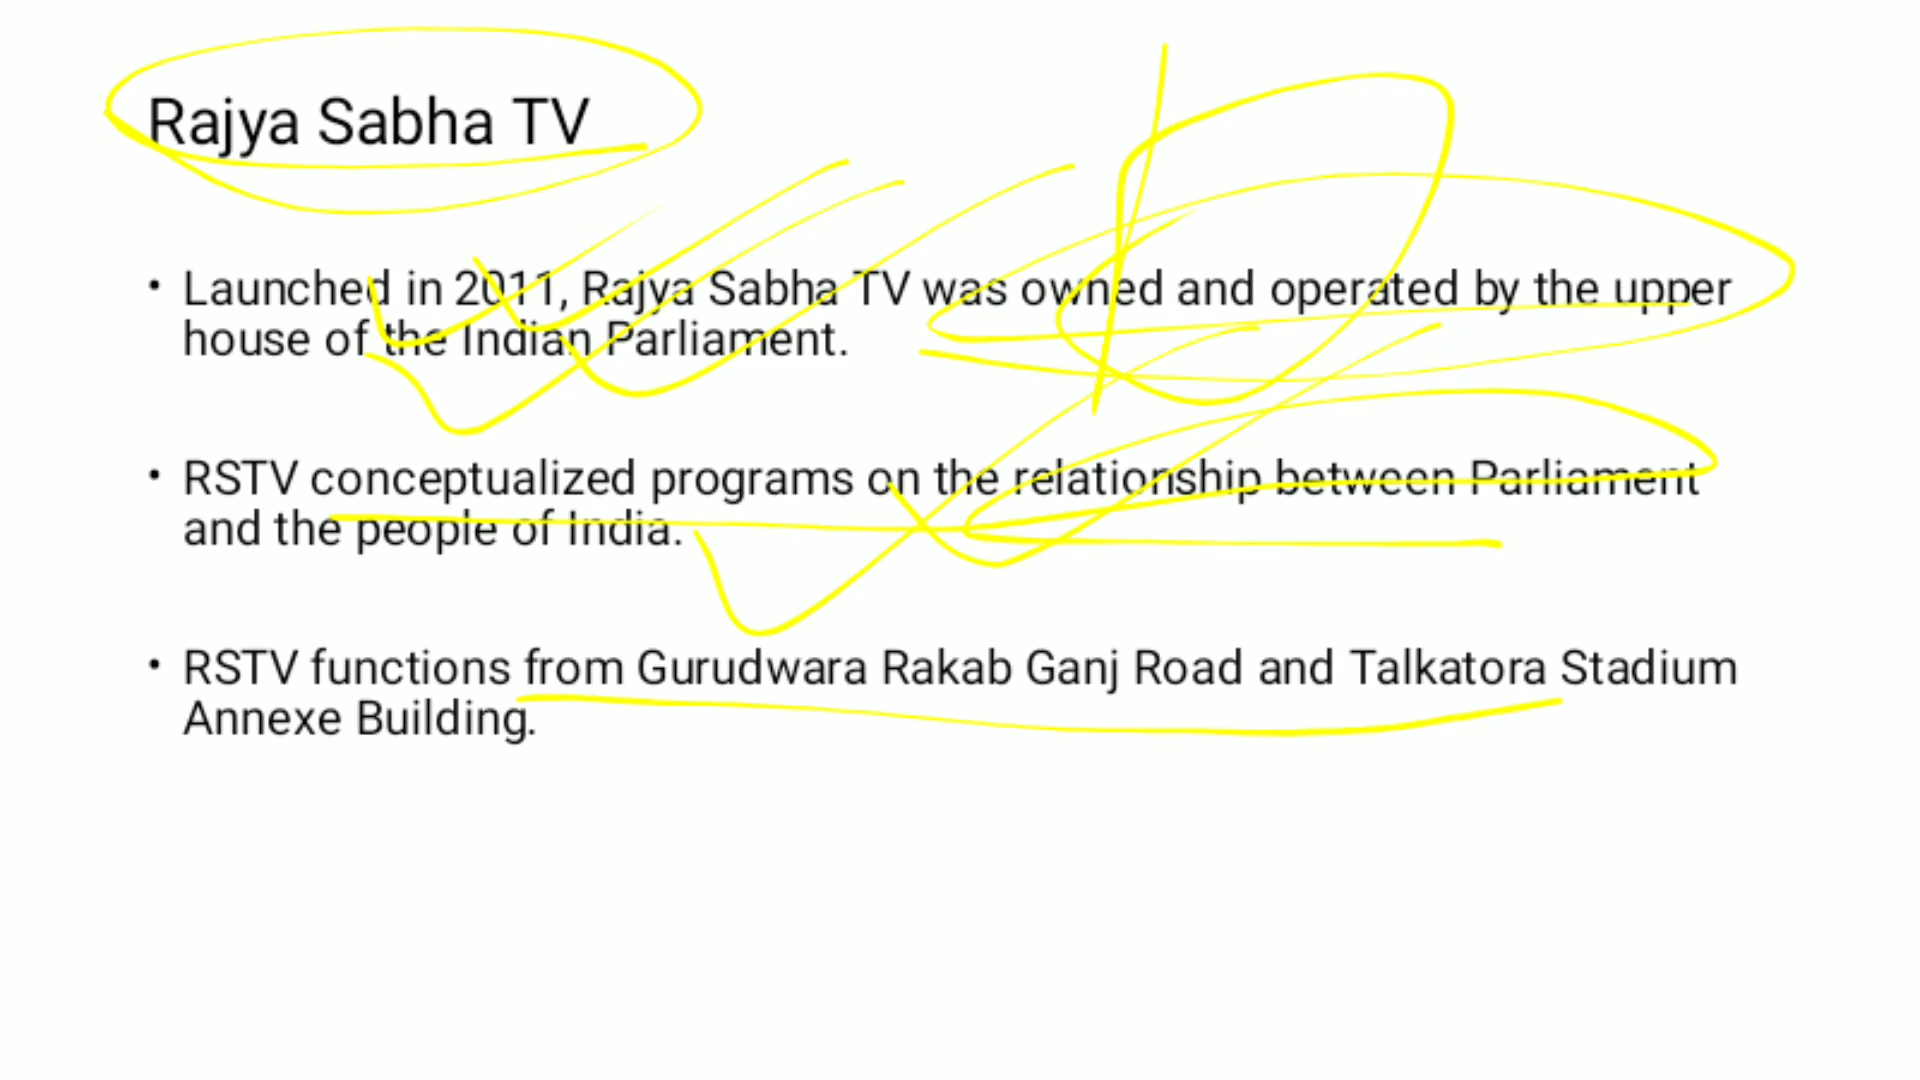 Rajya Sabha TV
• Launched in 2011, Rajya Sabha TV was owned and operated by the upper
house of the Indian Parliament.
• RSTV conceptualized programs on the relationship between Parliament
and the people of India.
• RSTV functions from Gurudwara Rakab Ganj Road and Talkatora Stadium
Annexe Building.